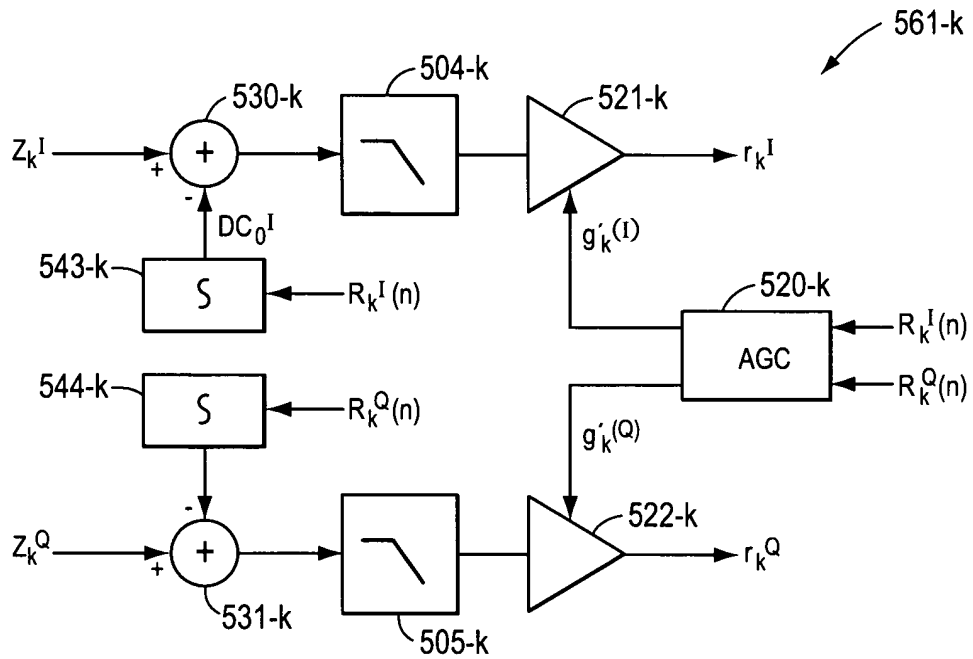 561-k
504-k
530-k
521-k
Z_k^I
+
+
-
r_k^I
DC_0^I
g′_k^(I)
543-k
∫
R_k^I(n)
520-k
AGC
R_k^I(n)
R_k^Q(n)
544-k
∫
R_k^Q(n)
g′_k^(Q)
-
522-k
Z_k^Q
+
+
r_k^Q
531-k
505-k